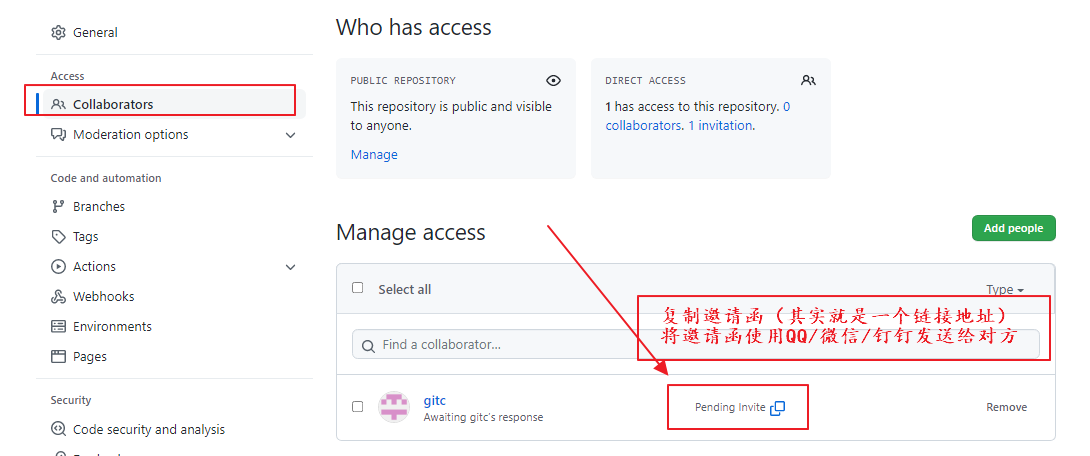 General
Access
Collaborators
Moderation options
Code and automation
Branches
Tags
Actions
Webhooks
Environments
Pages
Security
Code security and analysis
Who has access
PUBLIC REPOSITORY
This repository is public and visible
to anyone.
Manage
DIRECT ACCESS
1 has access to this repository. 0
collaborators. 1 invitation.
Manage access
Add people
Select all
Type
复制邀请函（其实就是一个链接地址）
将邀请函使用QQ/微信/钉钉发送给对方
Find a collaborator...
gitc
Awaiting gitc's response
Pending Invite
Remove